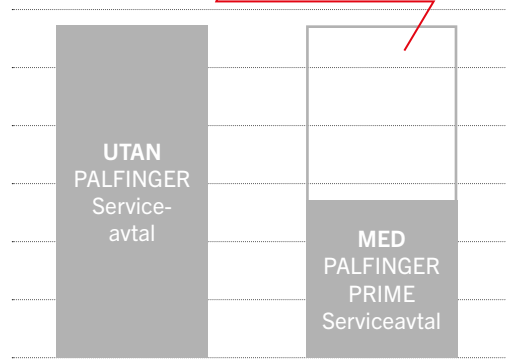 UTAN
PALFINGER
Service-
avtal
MED
PALFINGER
PRIME
Serviceavtal